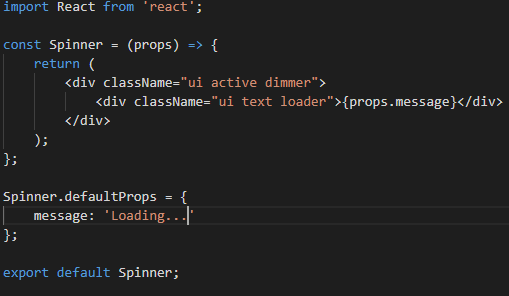 import React from 'react';
const Spinner = (props) => {
return (
<div className="ui active dimmer">
<div className="ui text loader">{props.message}</div>
</div>
);
};
Spinner.defaultProps = {
message: 'Loading...'
};
export default Spinner;